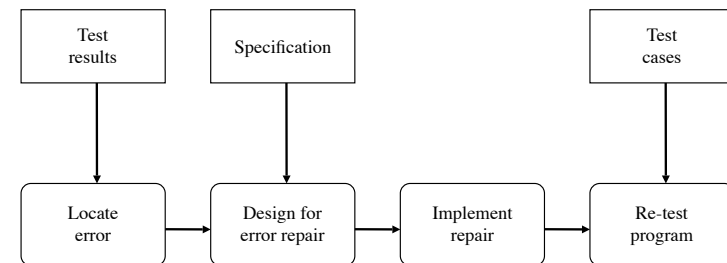 Test
results
Specification
Test
cases
Locate
error
Design for
error repair
Implement
repair
Re-test
program